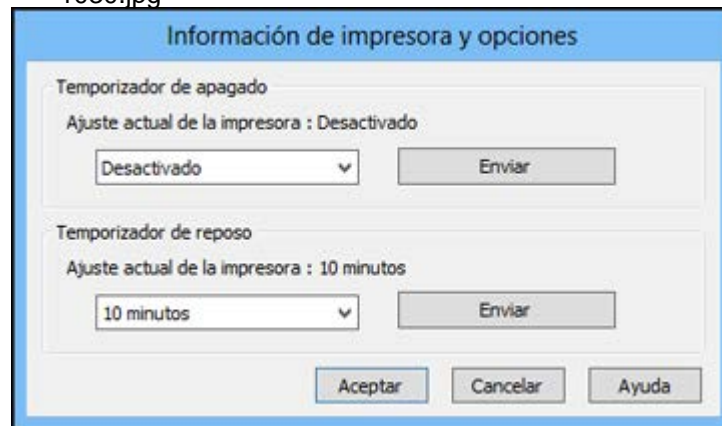 Información de impresora y opciones
Temporizador de apagado
Ajuste actual de la impresora : Desactivado
Desactivado Enviar
Temporizador de reposo
Ajuste actual de la impresora : 10 minutos
10 minutos Enviar
Aceptar Cancelar Ayuda